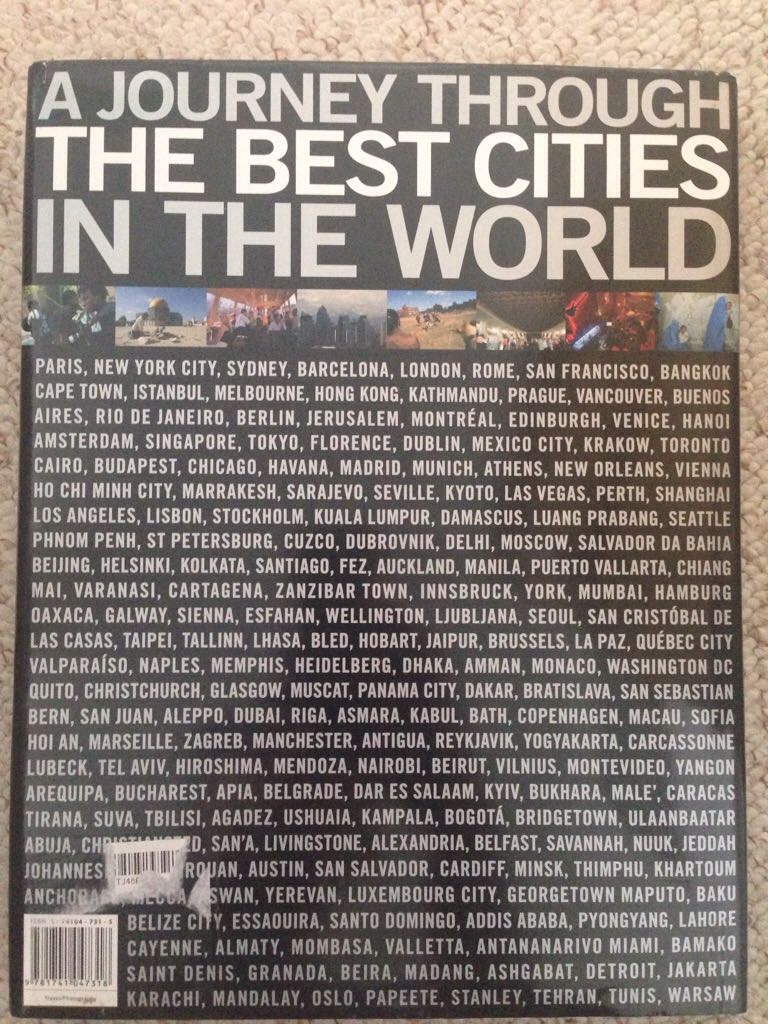 A JOURNEY THROUGH
THE BEST CITIES
IN THE WORLD
PARIS, NEW YORK CITY, SYDNEY, BARCELONA, LONDON, ROME, SAN FRANCISCO, BANGKOK
CAPE TOWN, ISTANBUL, MELBOURNE, HONG KONG, KATHMANDU, PRAGUE, VANCOUVER, BUENOS
AIRES, RIO DE JANEIRO, BERLIN, JERUSALEM, MONTRÉAL, EDINBURGH, VENICE, HANOI
AMSTERDAM, SINGAPORE, TOKYO, FLORENCE, DUBLIN, MEXICO CITY, KRAKOW, TORONTO
CAIRO, BUDAPEST, CHICAGO, HAVANA, MADRID, MUNICH, ATHENS, NEW ORLEANS, VIENNA
HO CHI MINH CITY, MARRAKESH, SARAJEVO, SEVILLE, KYOTO, LAS VEGAS, PERTH, SHANGHAI
LOS ANGELES, LISBON, STOCKHOLM, KUALA LUMPUR, DAMASCUS, LUANG PRABANG, SEATTLE
PHNOM PENH, ST PETERSBURG, CUZCO, DUBROVNIK, DELHI, MOSCOW, SALVADOR DA BAHIA
BEIJING, HELSINKI, KOLKATA, SANTIAGO, FEZ, AUCKLAND, MANILA, PUERTO VALLARTA, CHIANG
MAI, VARANASI, CARTAGENA, ZANZIBAR TOWN, INNSBRUCK, YORK, MUMBAI, HAMBURG
OAXACA, GALWAY, SIENNA, ESFAHAN, WELLINGTON, LJUBLJANA, SEOUL, SAN CRISTÓBAL DE
LAS CASAS, TAIPEI, TALLINN, LHASA, BLED, HOBART, JAIPUR, BRUSSELS, LA PAZ, QUÉBEC CITY
VALPARAÍSO, NAPLES, MEMPHIS, HEIDELBERG, DHAKA, AMMAN, MONACO, WASHINGTON DC
QUITO, CHRISTCHURCH, GLASGOW, MUSCAT, PANAMA CITY, DAKAR, BRATISLAVA, SAN SEBASTIAN
BERN, SAN JUAN, ALEPPO, DUBAI, RIGA, ASMARA, KABUL, BATH, COPENHAGEN, MACAU, SOFIA
HOI AN, MARSEILLE, ZAGREB, MANCHESTER, ANTIGUA, REYKJAVIK, YOGYAKARTA, CARCASSONNE
LUBECK, TEL AVIV, HIROSHIMA, MENDOZA, NAIROBI, BEIRUT, VILNIUS, MONTEVIDEO, YANGON
AREQUIPA, BUCHAREST, APIA, BELGRADE, DAR ES SALAAM, KYIV, BUKHARA, MALE', CARACAS
TIRANA, SUVA, TBILISI, AGADEZ, USHUAIA, KAMPALA, BOGOTÁ, BRIDGETOWN, ULAANBAATAR
ABUJA, SAN'A, LIVINGSTONE, ALEXANDRIA, BELFAST, SAVANNAH, NUUK, JEDDAH
JOHANNES ROUAN, AUSTIN, SAN SALVADOR, CARDIFF, MINSK, THIMPHU, KHARTOUM
ANCHORA MECCA, ASWAN, YEREVAN, LUXEMBOURG CITY, GEORGETOWN MAPUTO, BAKU
BELIZE CITY, ESSAOUIRA, SANTO DOMINGO, ADDIS ABABA, PYONGYANG, LAHORE
CAYENNE, ALMATY, MOMBASA, VALLETTA, ANTANANARIVO MIAMI, BAMAKO
SAINT DENIS, GRANADA, BEIRA, MADANG, ASHGABAT, DETROIT, JAKARTA
KARACHI, MANDALAY, OSLO, PAPEETE, STANLEY, TEHRAN, TUNIS, WARSAW
ISBN 1-74104-731-5
9 781741 047318